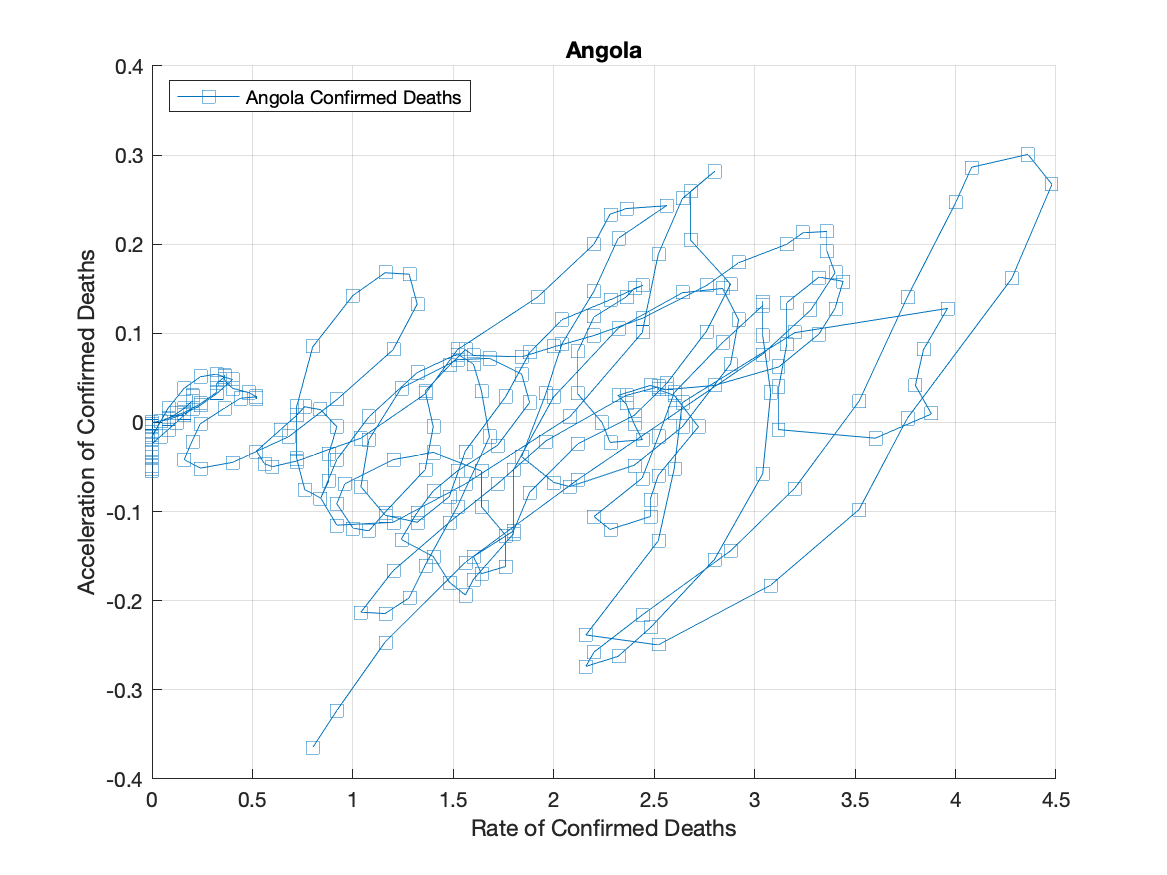 Angola
Angola Confirmed Deaths
Acceleration of Confirmed Deaths
0.4
0.3
0.2
0.1
0
-0.1
-0.2
-0.3
-0.4
0 0.5 1 1.5 2 2.5 3 3.5 4 4.5
Rate of Confirmed Deaths